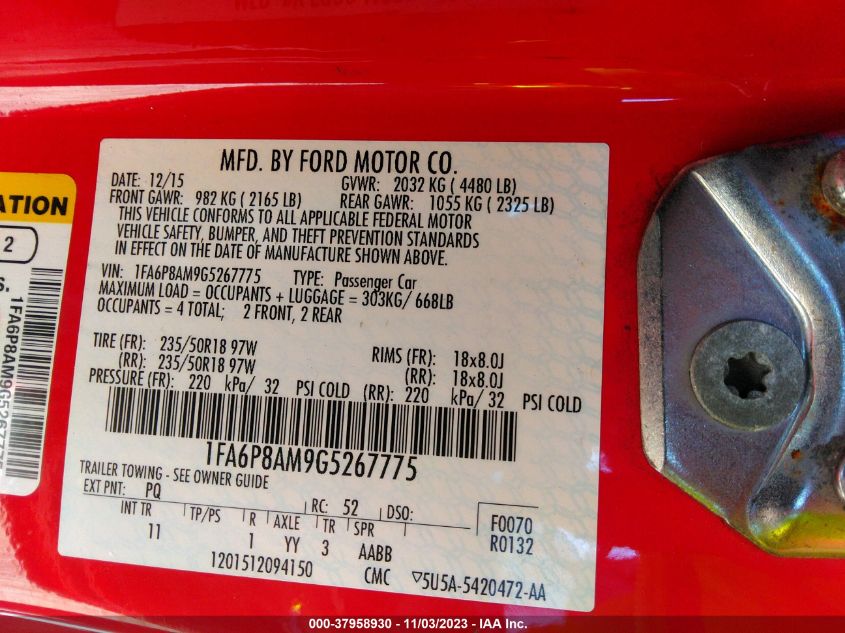 MFD. BY FORD MOTOR CO.
DATE: 12/15 GVWR: 2032 KG ( 4480 LB)
FRONT GAWR: 982 KG ( 2165 LB) REAR GAWR: 1055 KG ( 2325 LB)
THIS VEHICLE CONFORMS TO ALL APPLICABLE FEDERAL MOTOR
VEHICLE SAFETY, BUMPER, AND THEFT PREVENTION STANDARDS
IN EFFECT ON THE DATE OF MANUFACTURE SHOWN ABOVE.
VIN: 1FA6P8AM9G5267775 TYPE: Passenger Car
MAXIMUM LOAD = OCCUPANTS + LUGGAGE = 303KG/ 668LB
OCCUPANTS = 4 TOTAL; 2 FRONT, 2 REAR
TIRE (FR): 235/50R18 97W RIMS (FR): 18x8.0J
(RR): 235/50R18 97W (RR): 18x8.0J
PRESSURE (FR): 220 kPa/ 32 PSI COLD (RR): 220 kPa/ 32 PSI COLD
1FA6P8AM9G5267775
TRAILER TOWING - SEE OWNER GUIDE
EXT PNT: PQ RC: 52 DSO:
INT TR TP/PS R AXLE TR SPR F0070
11 1 YY 3 AABB R0132
1201512094150 CMC ▽5U5A-5420472-AA
ATION
2
1FA6P8AM9G5267775
000-37958930 - 11/03/2023 - IAA Inc.